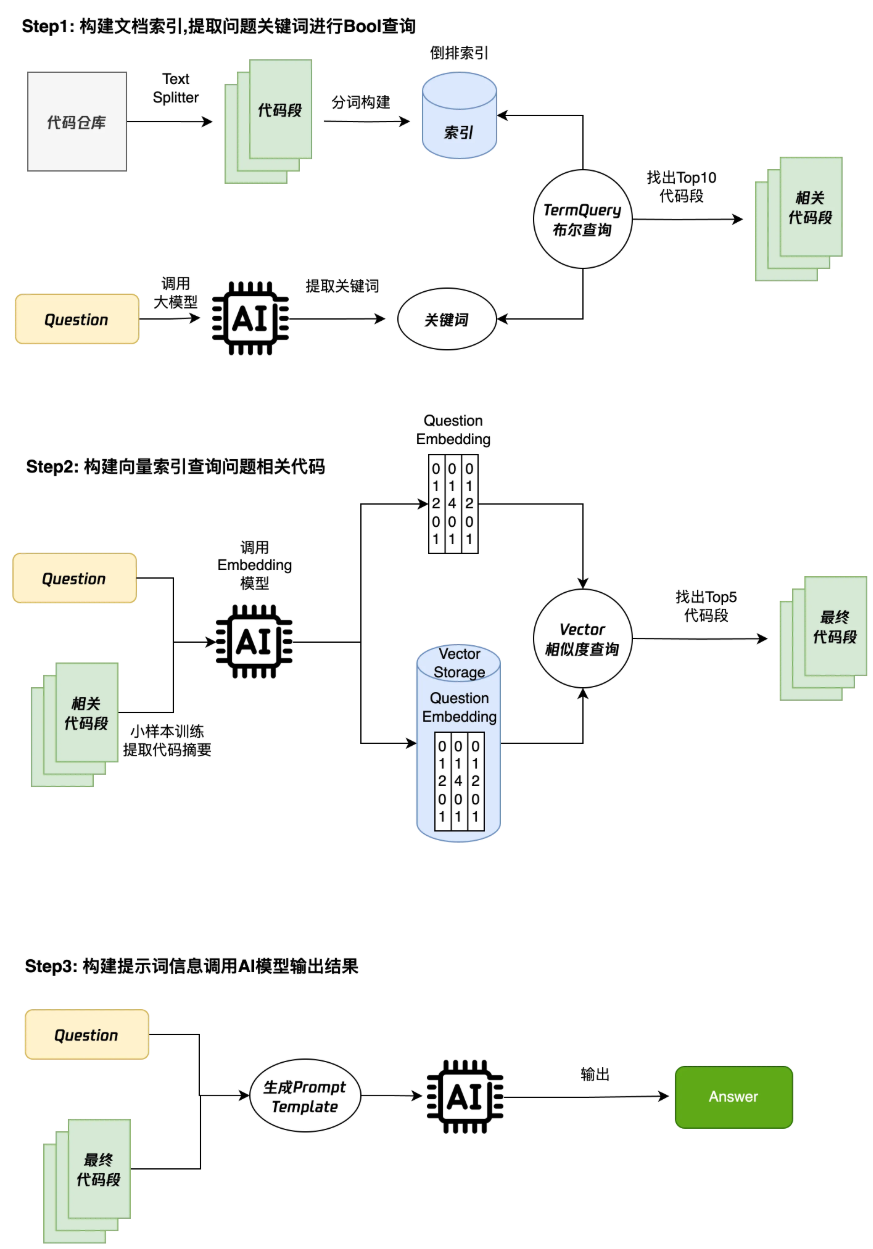 Step1: 构建文档索引,提取问题关键词进行Bool查询
代码仓库
Text
Splitter
代码段
分词构建
倒排索引
索引
TermQuery
布尔查询
找出Top10
代码段
相关
代码段
Question
调用
大模型
AI
提取关键词
关键词
Step2: 构建向量索引查询问题相关代码
Question
相关
代码段
小样本训练
提取代码摘要
调用
Embedding
模型
AI
Question
Embedding
0 0 0
1 1 1
2 4 2
0 0 0
1 1 1
Vector
Storage
Question
Embedding
0 0 0
1 1 1
2 4 2
0 0 0
1 1 1
Vector
相似度查询
找出Top5
代码段
最终
代码段
Step3: 构建提示词信息调用AI模型输出结果
Question
最终
代码段
生成Prompt
Template
AI
输出
Answer